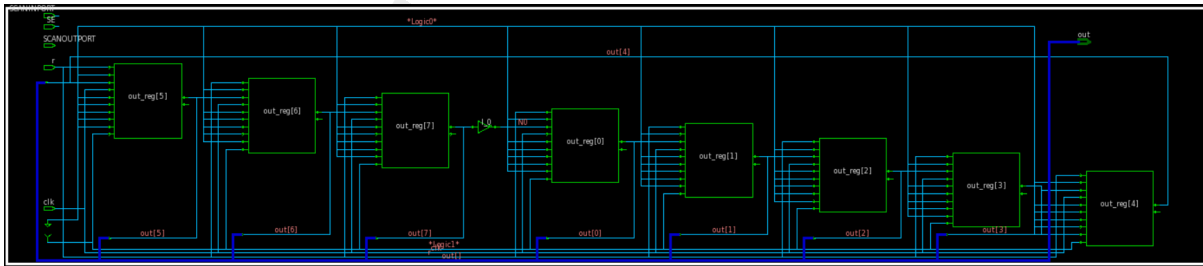 SCANINPORT
SE
*Logic0*
SCANOUTPORT
out
out[4]
r
out_reg[5]
out_reg[6]
out_reg[7]
I_0
N0
out_reg[0]
out_reg[1]
out_reg[2]
out_reg[3]
out_reg[4]
clk
out[5]
out[6]
out[7]
out[0]
out[1]
out[2]
out[3]
*Logic1*
out[]